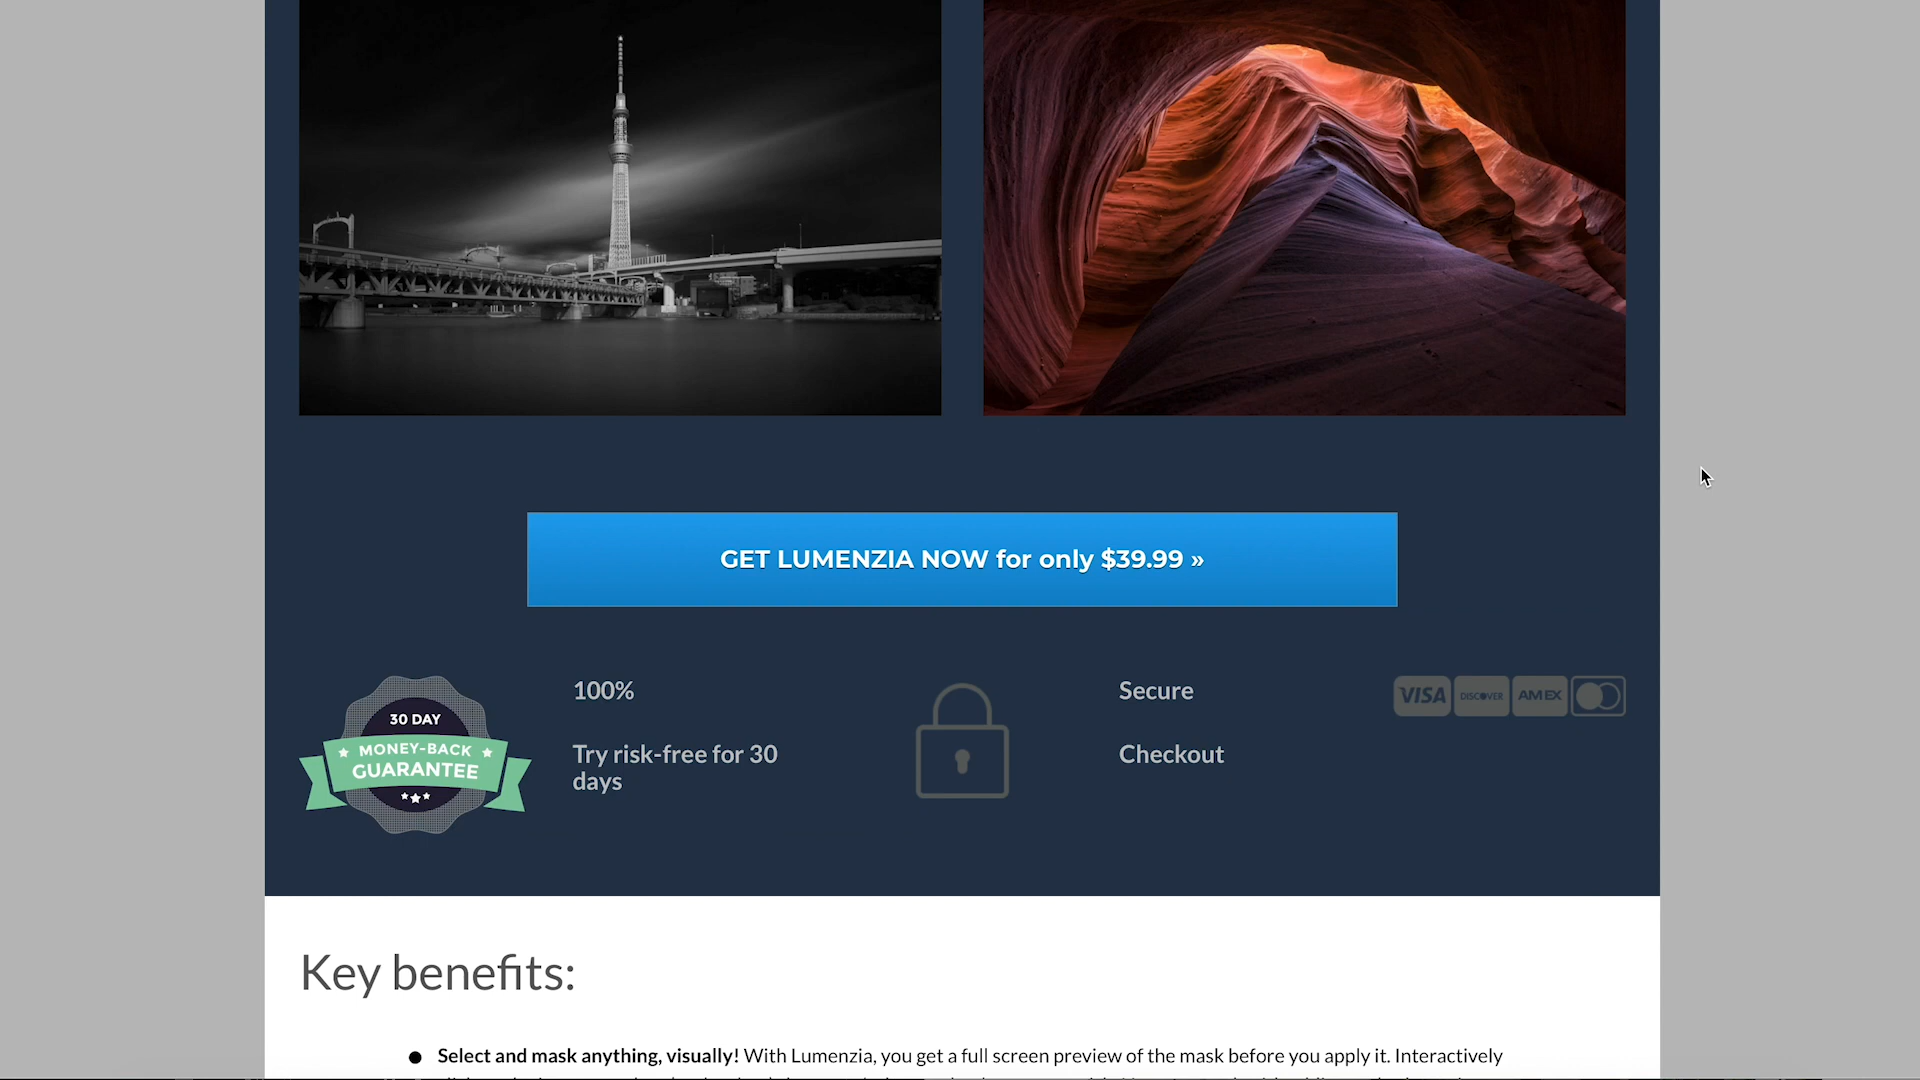 GET LUMENZIA NOW for only $39.99 »
30 DAY
MONEY-BACK
GUARANTEE
100%
Try risk-free for 30
days
Secure
Checkout
VISA
DISCOVER
AMEX
Key benefits:
● Select and mask anything, visually! With Lumenzia, you get a full screen preview of the mask before you apply it. Interactively